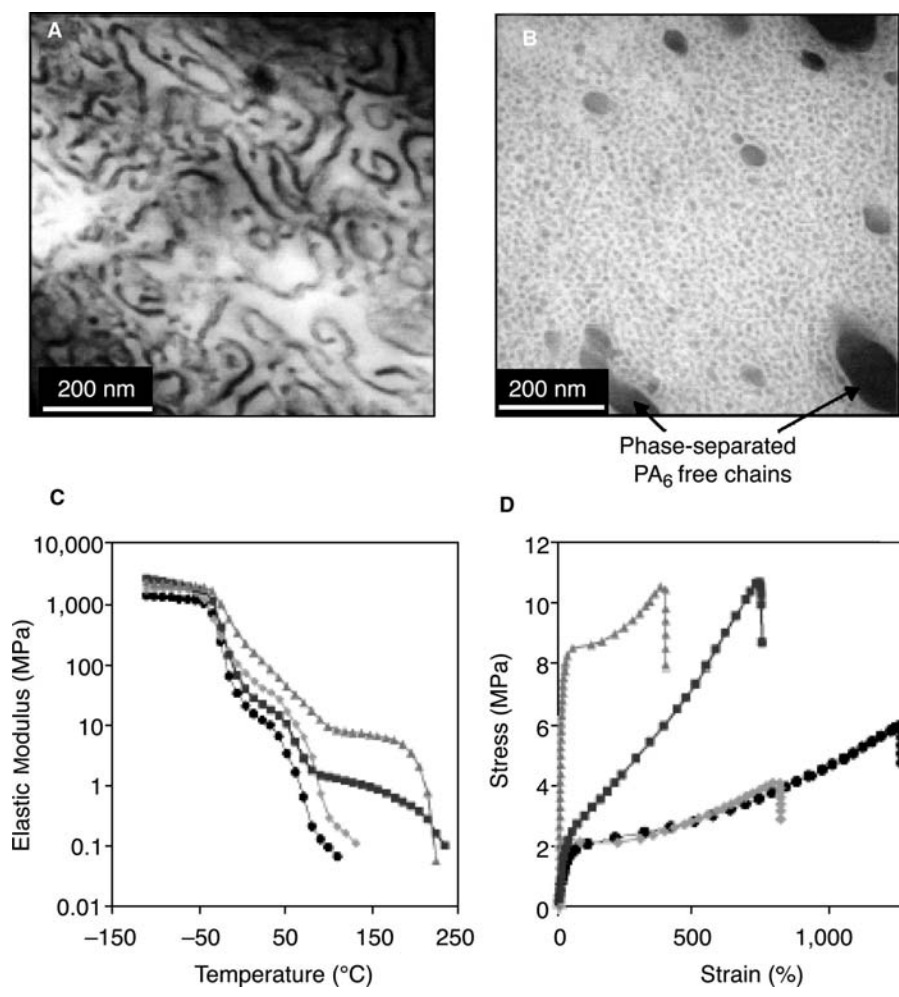 A
B
200 nm
200 nm
Phase-separated
PA₆ free chains
C
D
10,000
1,000
100
10
1
0.1
0.01
Elastic Modulus (MPa)
–150
–50
50
150
250
Temperature (°C)
12
10
8
6
4
2
0
Stress (MPa)
0
500
1,000
Strain (%)